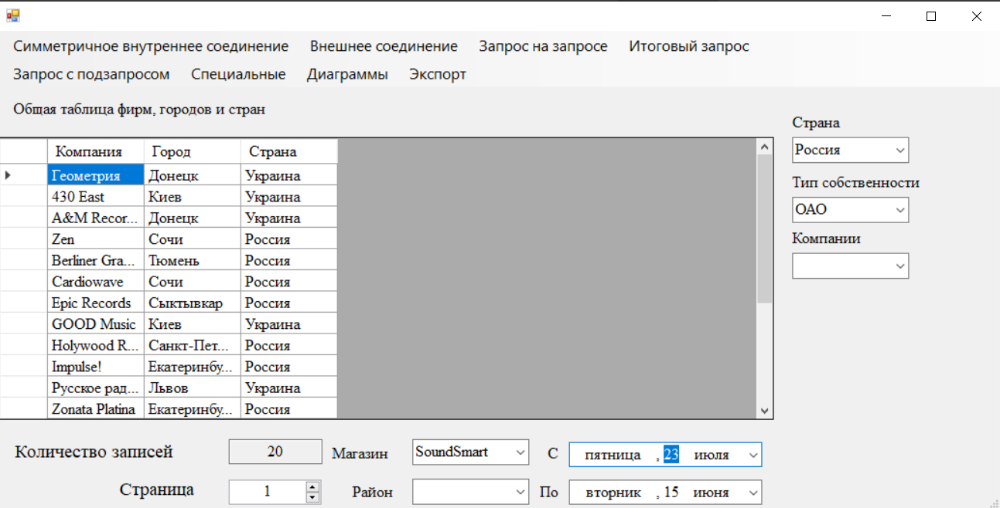 Симметричное внутреннее соединение Внешнее соединение Запрос на запросе Итоговый запрос
Запрос с подзапросом Специальные Диаграммы Экспорт
Общая таблица фирм, городов и стран
Компания Город Страна
Геометрия Донецк Украина
430 East Киев Украина
A&M Recor... Донецк Украина
Zen Сочи Россия
Berliner Gra... Тюмень Россия
Cardiowave Сочи Россия
Epic Records Сыктывкар Россия
GOOD Music Киев Украина
Holywood R... Санкт-Пет... Россия
Impulse! Екатеринбу... Россия
Русское рад... Львов Украина
Zonata Platina Екатеринбу... Россия
Страна
Россия
Тип собственности
ОАО
Компании
Количество записей 20 Магазин SoundSmart С пятница , 23 июля
Страница 1 Район По вторник , 15 июня